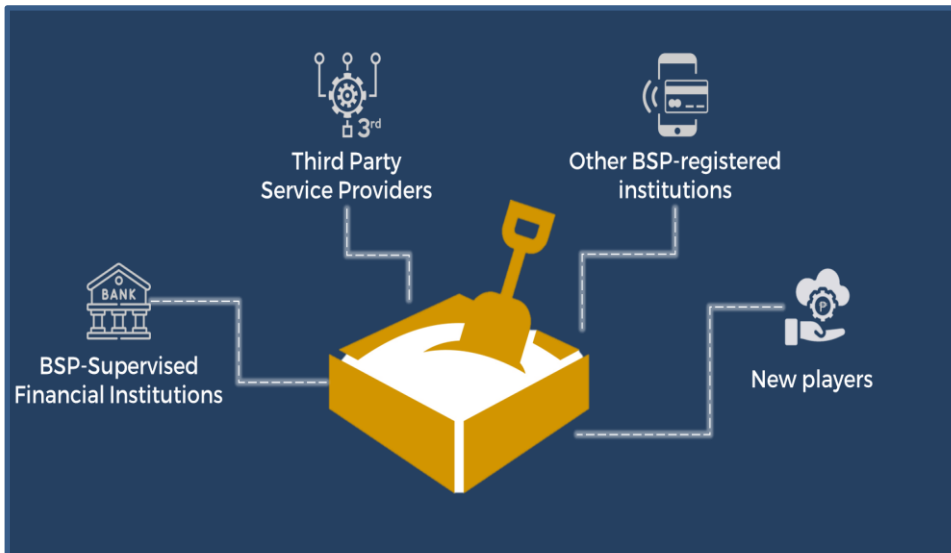 3rd
Third Party
Service Providers
Other BSP-registered
institutions
BANK
BSP-Supervised
Financial Institutions
P
New players